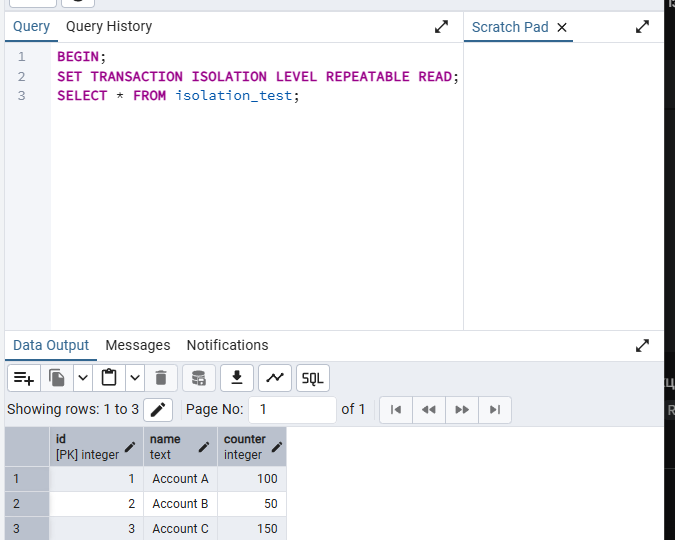 Query Query History Scratch Pad
1 BEGIN;
2 SET TRANSACTION ISOLATION LEVEL REPEATABLE READ;
3 SELECT * FROM isolation_test;
Data Output Messages Notifications
SQL
Showing rows: 1 to 3 Page No: 1 of 1
id name counter
[PK] integer text integer
1 1 Account A 100
2 2 Account B 50
3 3 Account C 150